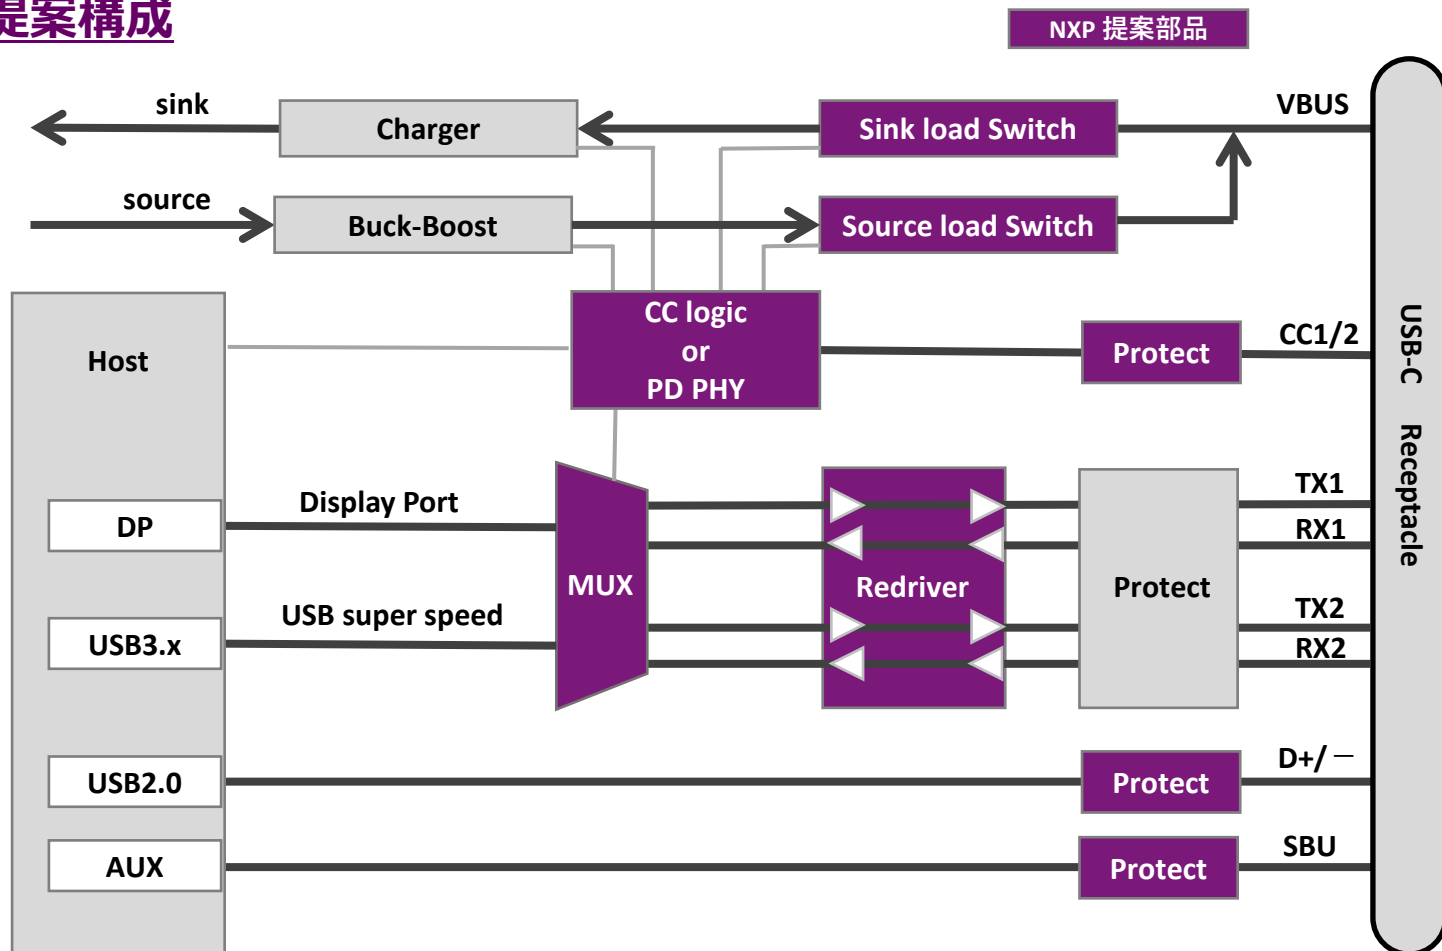 提案構成
NXP 提案部品
sink
Charger
Sink load Switch
VBUS
source
Buck-Boost
Source load Switch
Host
CC logic
or
PD PHY
Protect
CC1/2
USB-C Receptacle
DP
Display Port
USB3.x
USB super speed
MUX
Redriver
Protect
TX1
RX1
TX2
RX2
USB2.0
Protect
D+/－
AUX
Protect
SBU